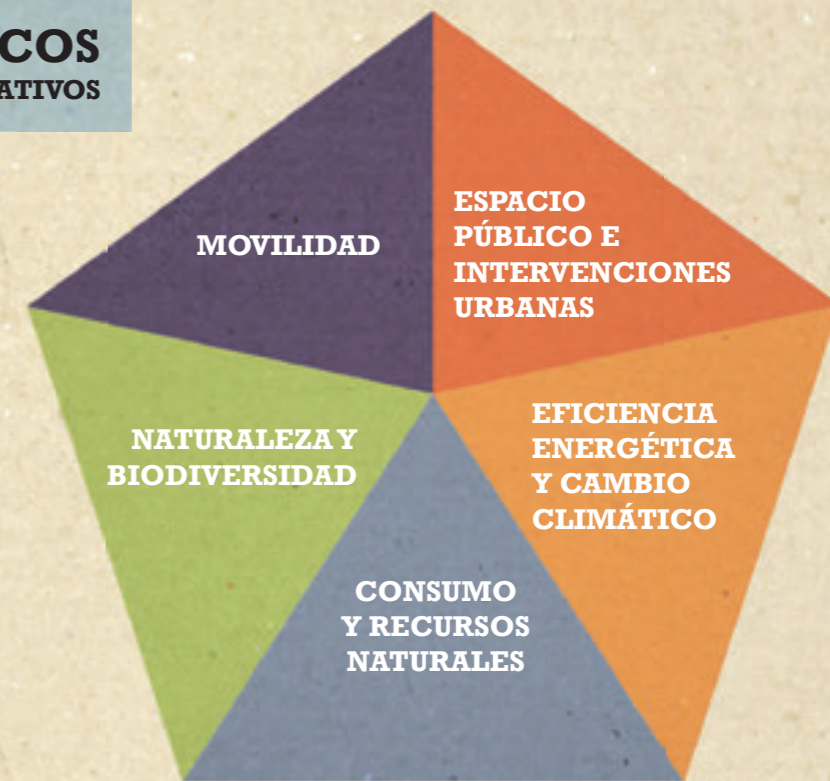 COS
ATIVOS
MOVILIDAD
ESPACIO
PÚBLICO E
INTERVENCIONES
URBANAS
NATURALEZA Y
BIODIVERSIDAD
EFICIENCIA
ENERGÉTICA
Y CAMBIO
CLIMÁTICO
CONSUMO
Y RECURSOS
NATURALES